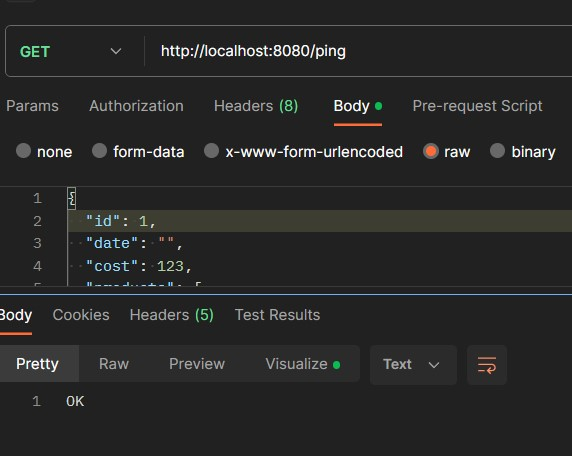 GET http://localhost:8080/ping
Params Authorization Headers (8) Body Pre-request Script
none form-data x-www-form-urlencoded raw binary
1 {
2 "id": 1,
3 "date": "",
4 "cost": 123,
5 "products": [
Body Cookies Headers (5) Test Results
Pretty Raw Preview Visualize Text
1 OK